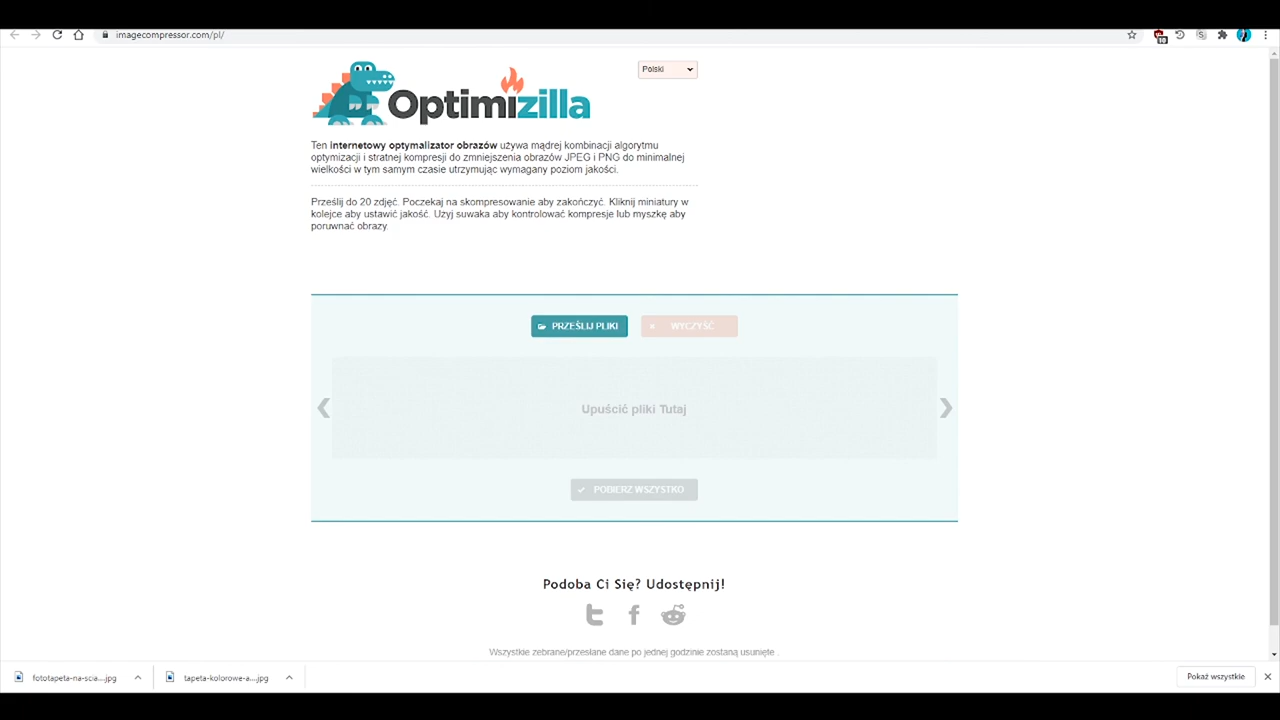 imagecompressor.com/pl/
Optimizilla
Polski
Ten internetowy optymalizator obrazów używa mądrej kombinacji algorytmu
optymizacji i stratnej kompresji do zmniejszenia obrazów JPEG i PNG do minimalnej
wielkości w tym samym czasie utrzymując wymagany poziom jakości.
Prześlij do 20 zdjęć. Poczekaj na skompresowanie aby zakończyć. Kliknij miniatury w
kolejce aby ustawić jakość. Użyj suwaka aby kontrolować kompresje lub myszkę aby
poruwnać obrazy.
PRZEŚLIJ PLIKI
WYCZYŚĆ
Upuścić pliki Tutaj
POBIERZ WSZYSTKO
Podoba Ci Się? Udostępnij!
Wszystkie zebrane/przesłane dane po jednej godzinie zostaną usunięte .
fototapeta-na-scia....jpg
tapeta-kolorowe-a....jpg
Pokaż wszystkie